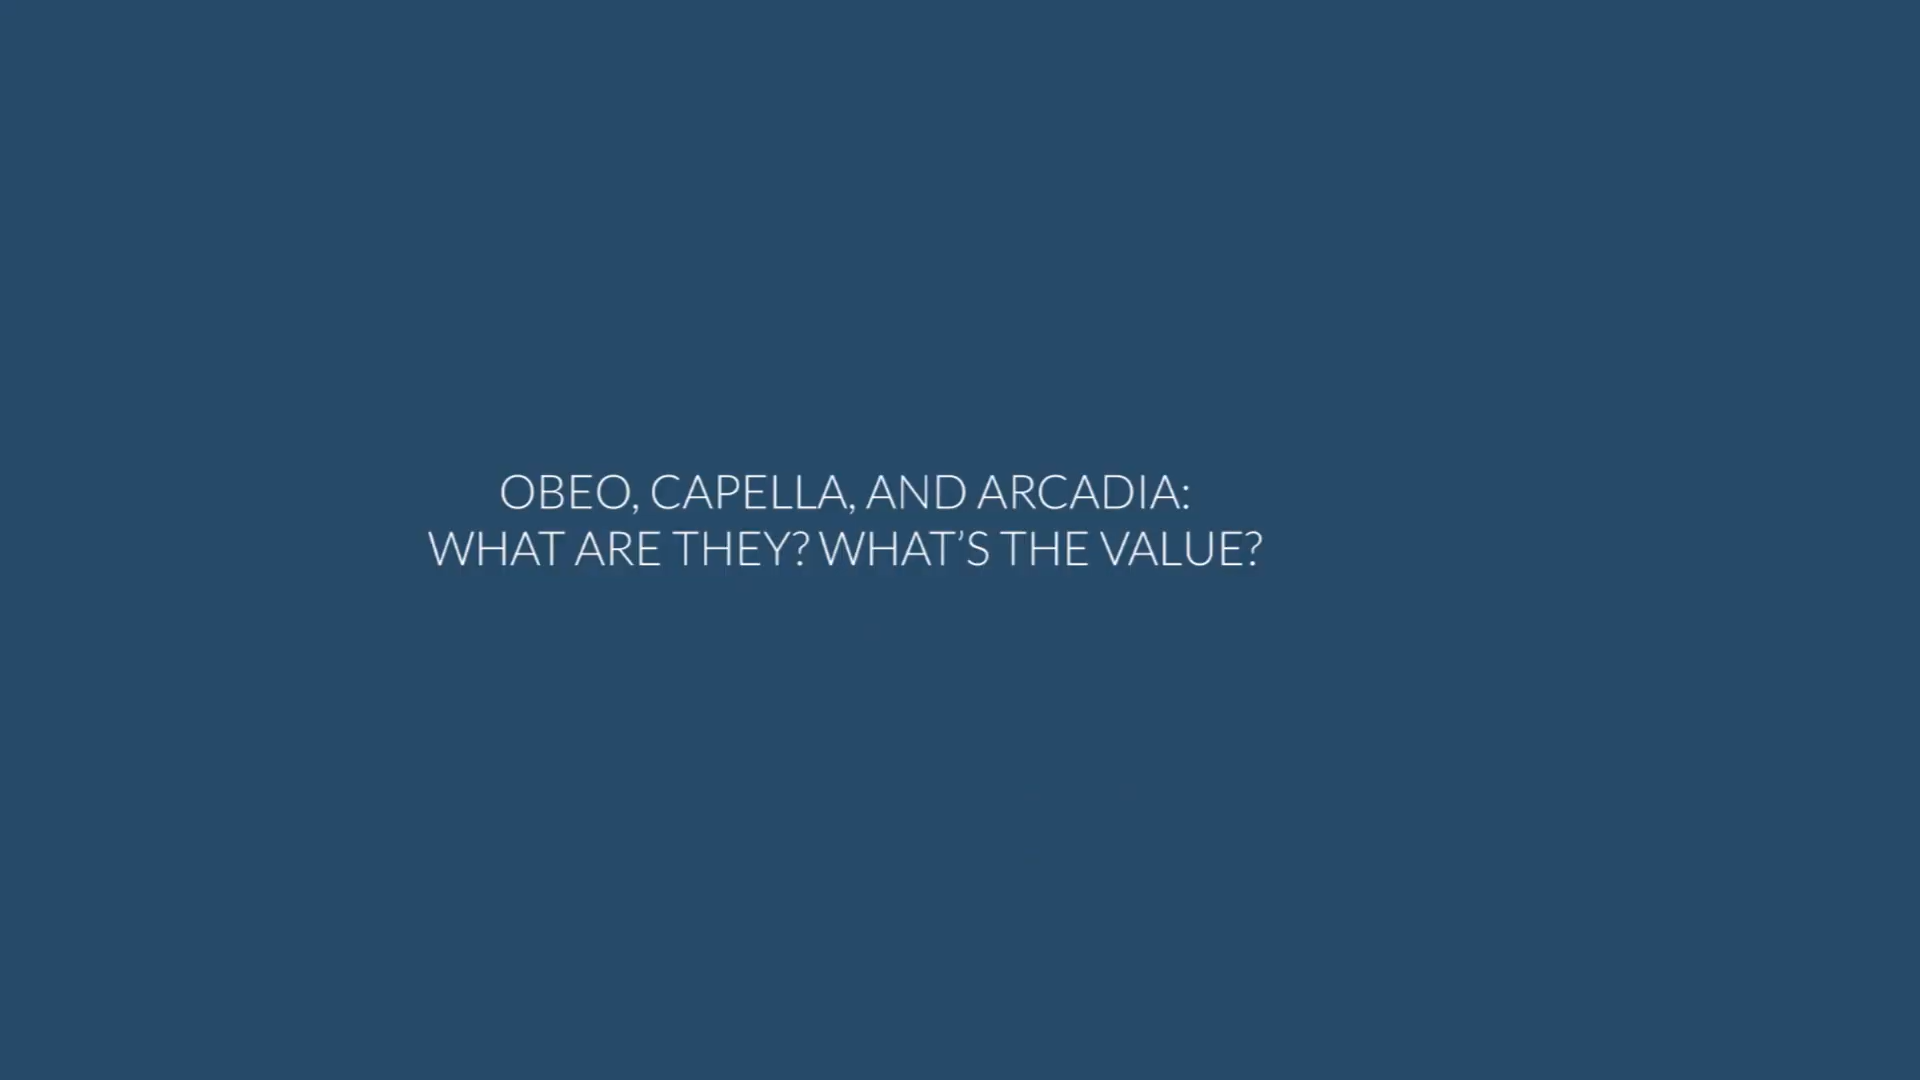 OBEO, CAPELLA, AND ARCADIA:
WHAT ARE THEY? WHAT’S THE VALUE?